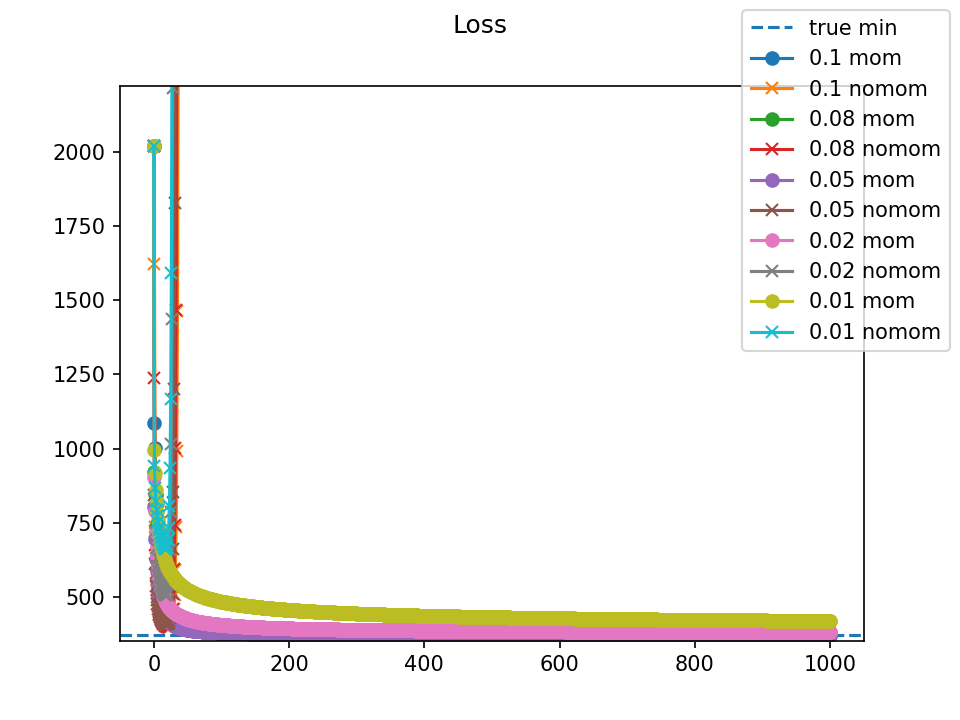 Loss
true min
0.1 mom
0.1 nomom
0.08 mom
0.08 nomom
0.05 mom
0.05 nomom
0.02 mom
0.02 nomom
0.01 mom
0.01 nomom
2000
1750
1500
1250
1000
750
500
0 200 400 600 800 1000